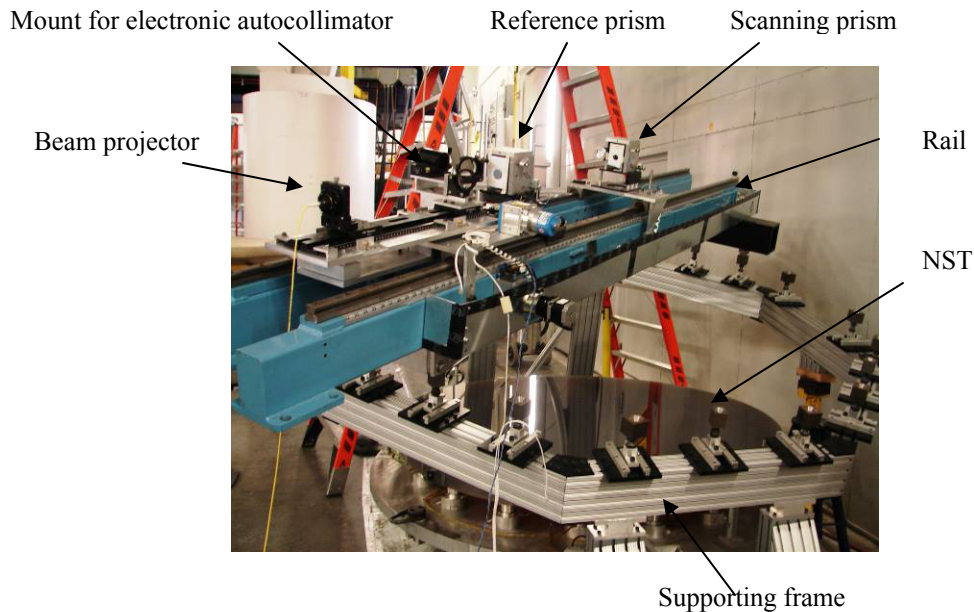 Mount for electronic autocollimator
Reference prism
Scanning prism
Beam projector
Rail
NST
Supporting frame